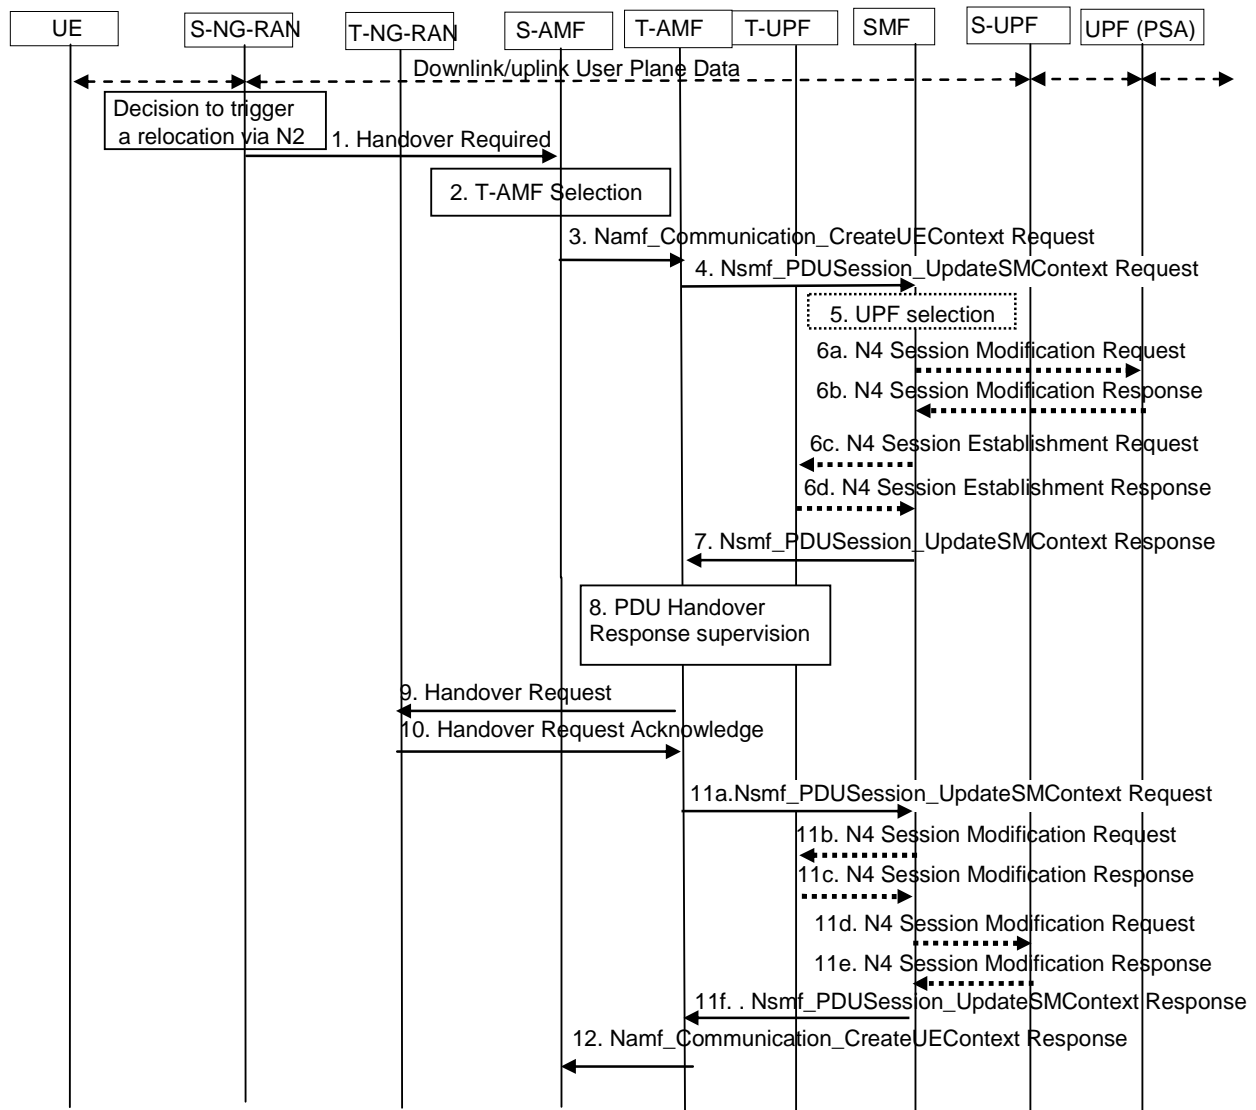 UE
S-NG-RAN
T-NG-RAN
S-AMF
T-AMF
T-UPF
SMF
S-UPF
UPF (PSA)
Downlink/uplink User Plane Data
Decision to trigger
a relocation via N2
1. Handover Required
2. T-AMF Selection
3. Namf_Communication_CreateUEContext Request
4. Nsmf_PDUSession_UpdateSMContext Request
5. UPF selection
6a. N4 Session Modification Request
6b. N4 Session Modification Response
6c. N4 Session Establishment Request
6d. N4 Session Establishment Response
7. Nsmf_PDUSession_UpdateSMContext Response
8. PDU Handover
Response supervision
9. Handover Request
10. Handover Request Acknowledge
11a.Nsmf_PDUSession_UpdateSMContext Request
11b. N4 Session Modification Request
11c. N4 Session Modification Response
11d. N4 Session Modification Request
11e. N4 Session Modification Response
11f. . Nsmf_PDUSession_UpdateSMContext Response
12. Namf_Communication_CreateUEContext Response